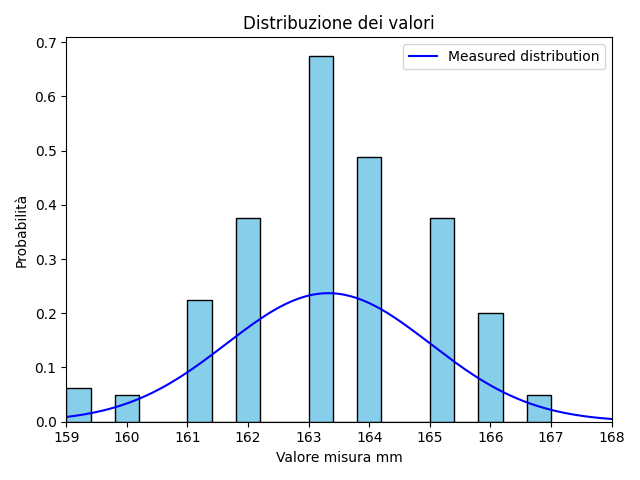 Distribuzione dei valori
Measured distribution
0.7
0.6
0.5
0.4
0.3
0.2
0.1
0.0
Probabilità
159 160 161 162 163 164 165 166 167 168
Valore misura mm